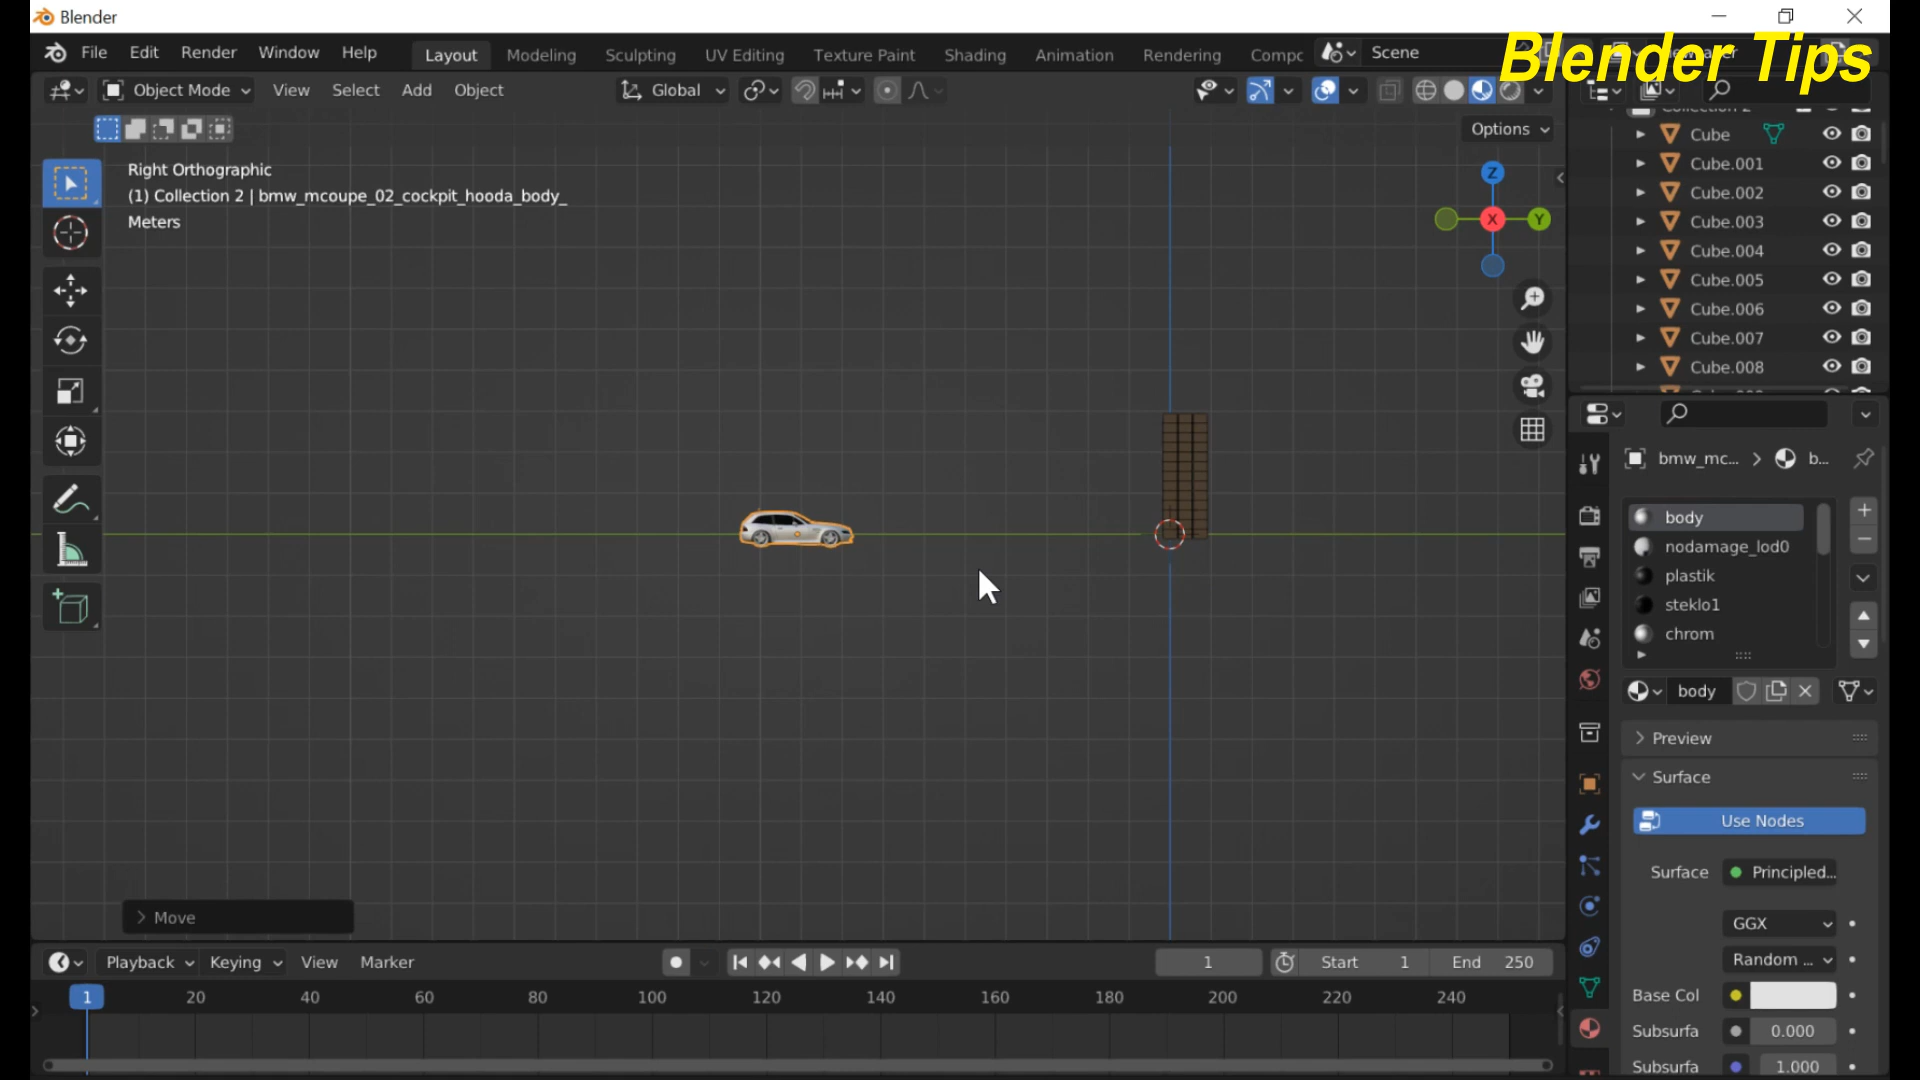 Blender
File Edit Render Window Help Layout Modeling Sculpting UV Editing Texture Paint Shading Animation Rendering Compc Scene
Blender Tips
Object Mode View Select Add Object Global
Options
Right Orthographic
(1) Collection 2 | bmw_mcoupe_02_cockpit_hooda_body_
Meters
Z
X
Y
Collection 2
Cube
Cube.001
Cube.002
Cube.003
Cube.004
Cube.005
Cube.006
Cube.007
Cube.008
bmw_mc... b...
body
nodamage_lod0
plastik
steklo1
chrom
body
Preview
Surface
Use Nodes
Surface Principled...
GGX
Random ...
Base Col
Subsurfa 0.000
Subsurfa 1.000
Move
Playback Keying View Marker 1 Start 1 End 250
1 20 40 60 80 100 120 140 160 180 200 220 240